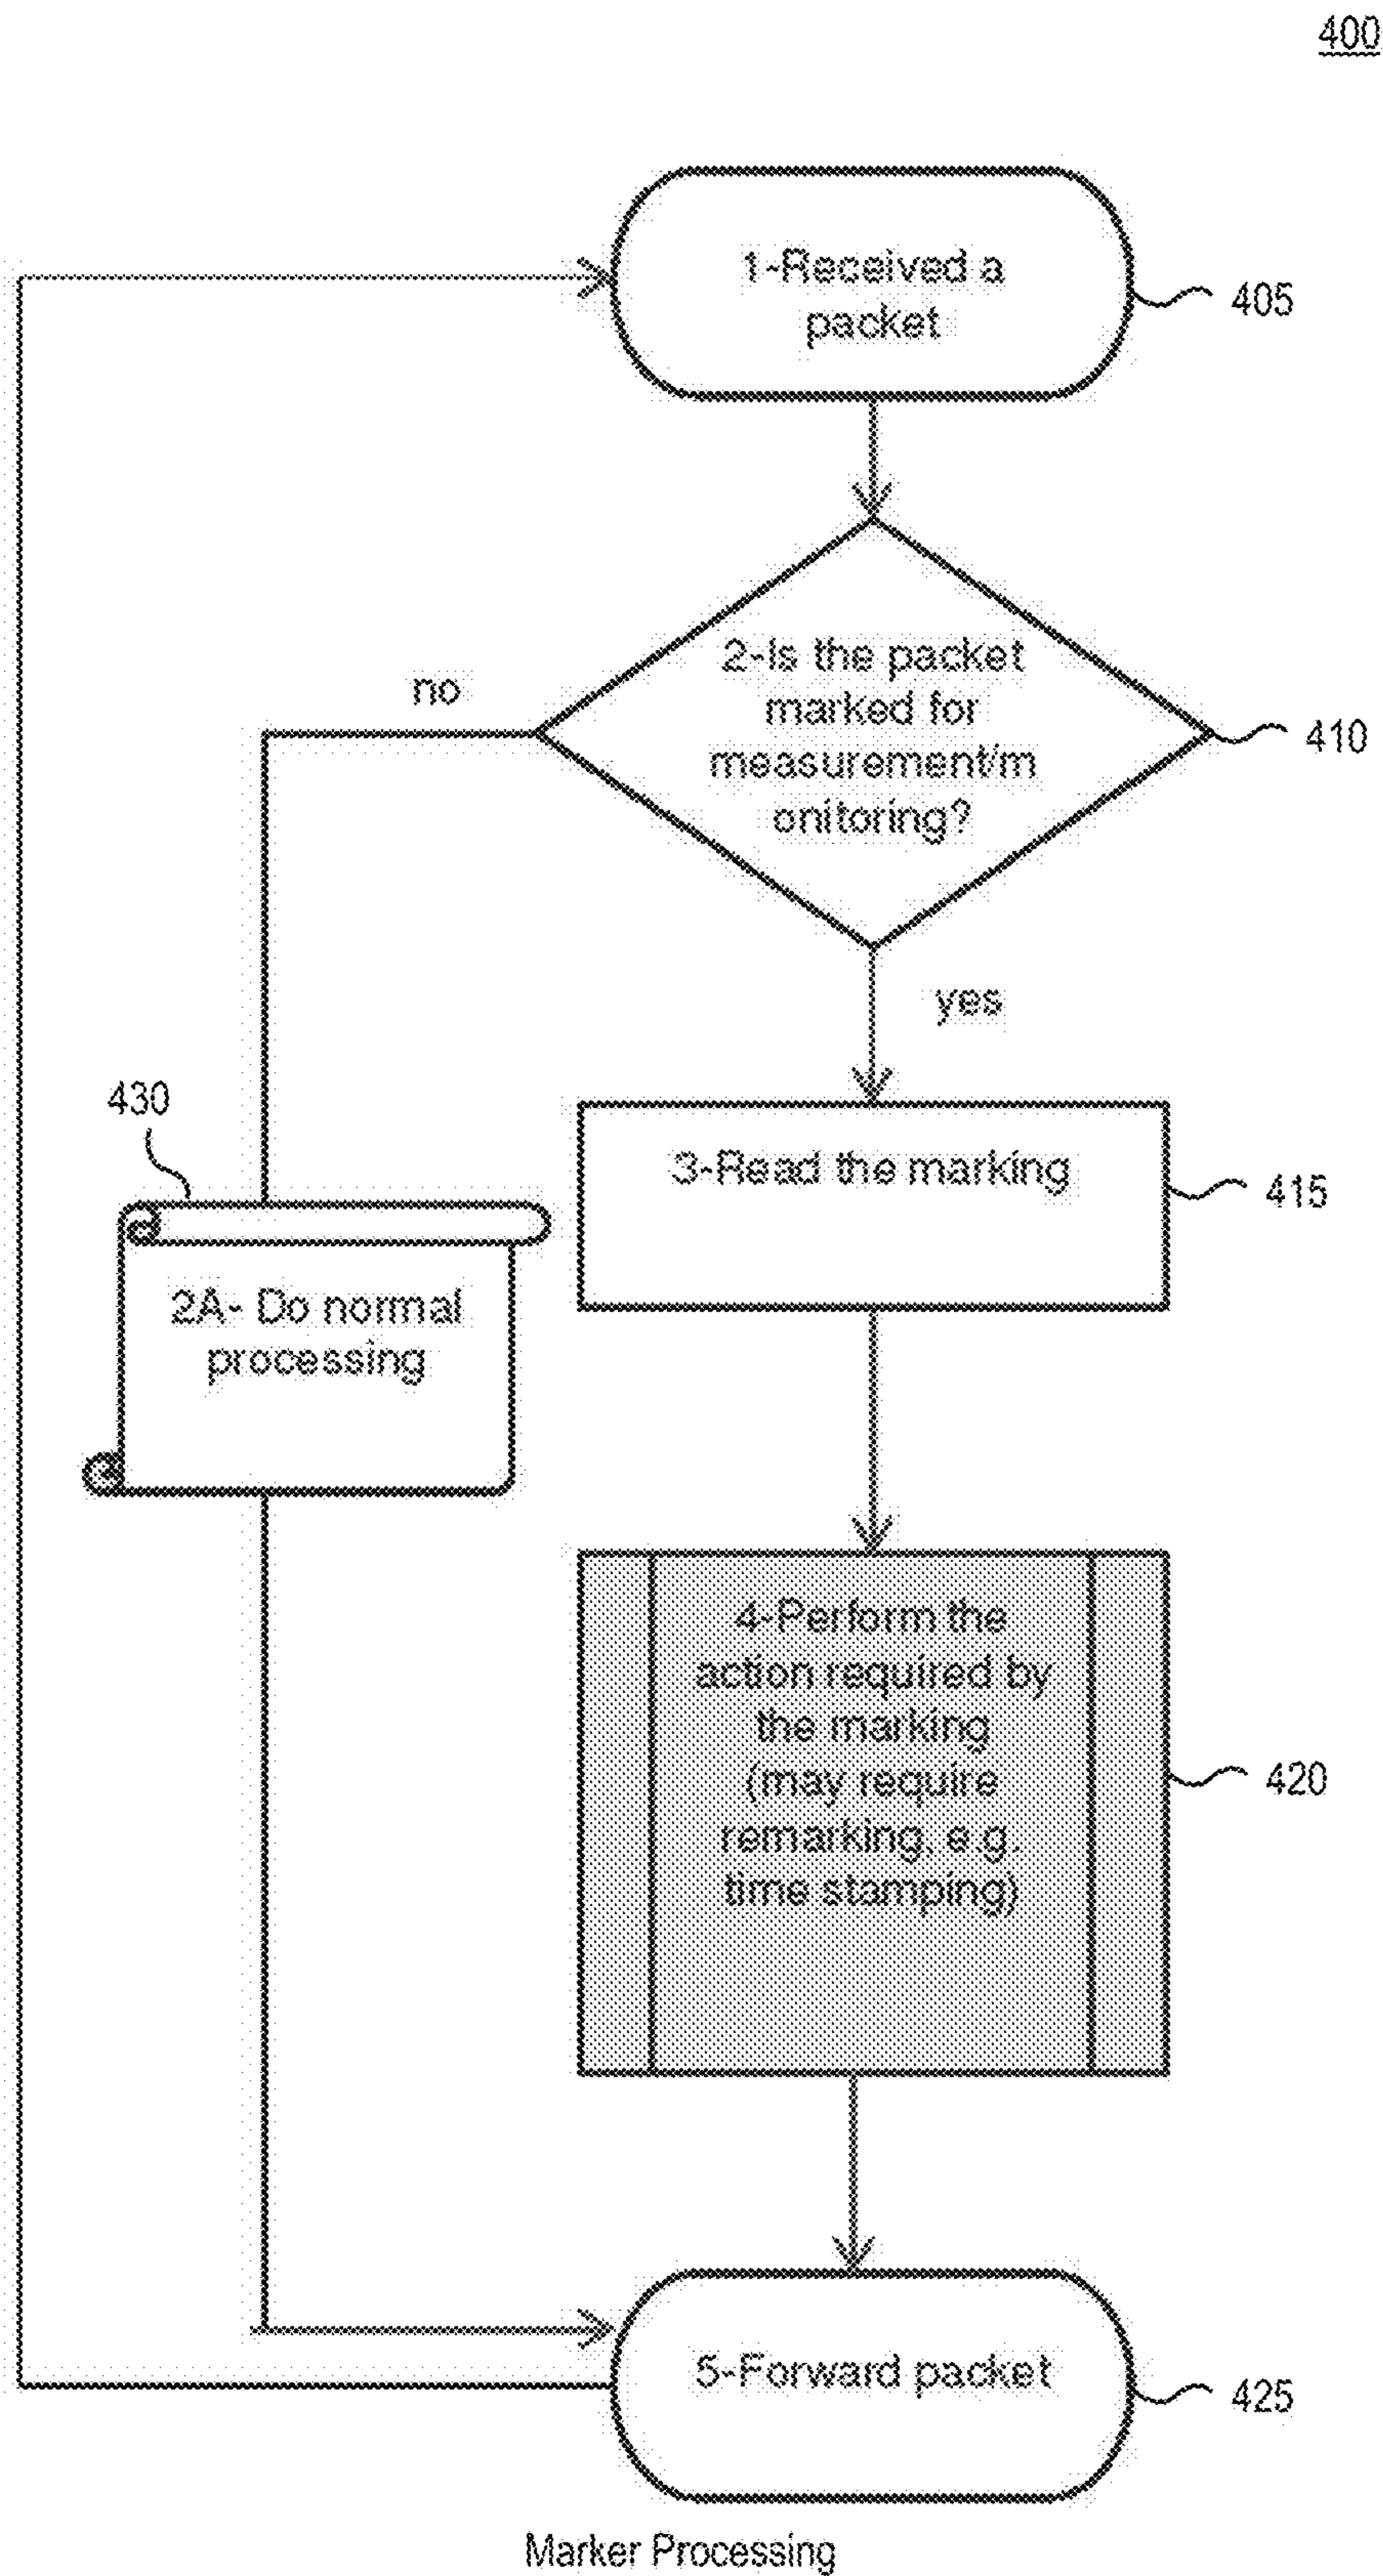 400
1-Received a
packet
405
2-Is the packet
marked for
measurement/m
onitoring?
410
no
yes
430
3-Read the marking
415
2A- Do normal
processing
4-Perform the
action required by
the marking
(may require
remarking, e.g.
time stamping)
420
5-Forward packet
425
Marker Processing